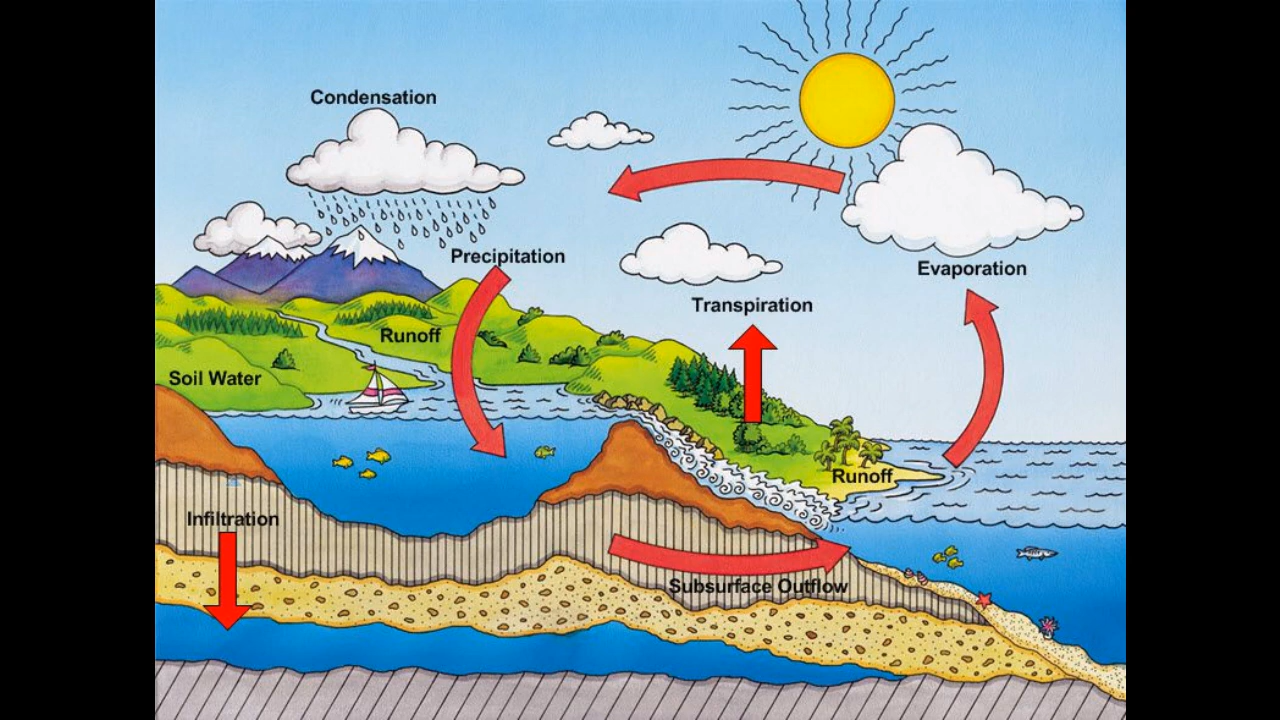 Condensation
Precipitation
Evaporation
Transpiration
Runoff
Soil Water
Runoff
Infiltration
Subsurface Outflow